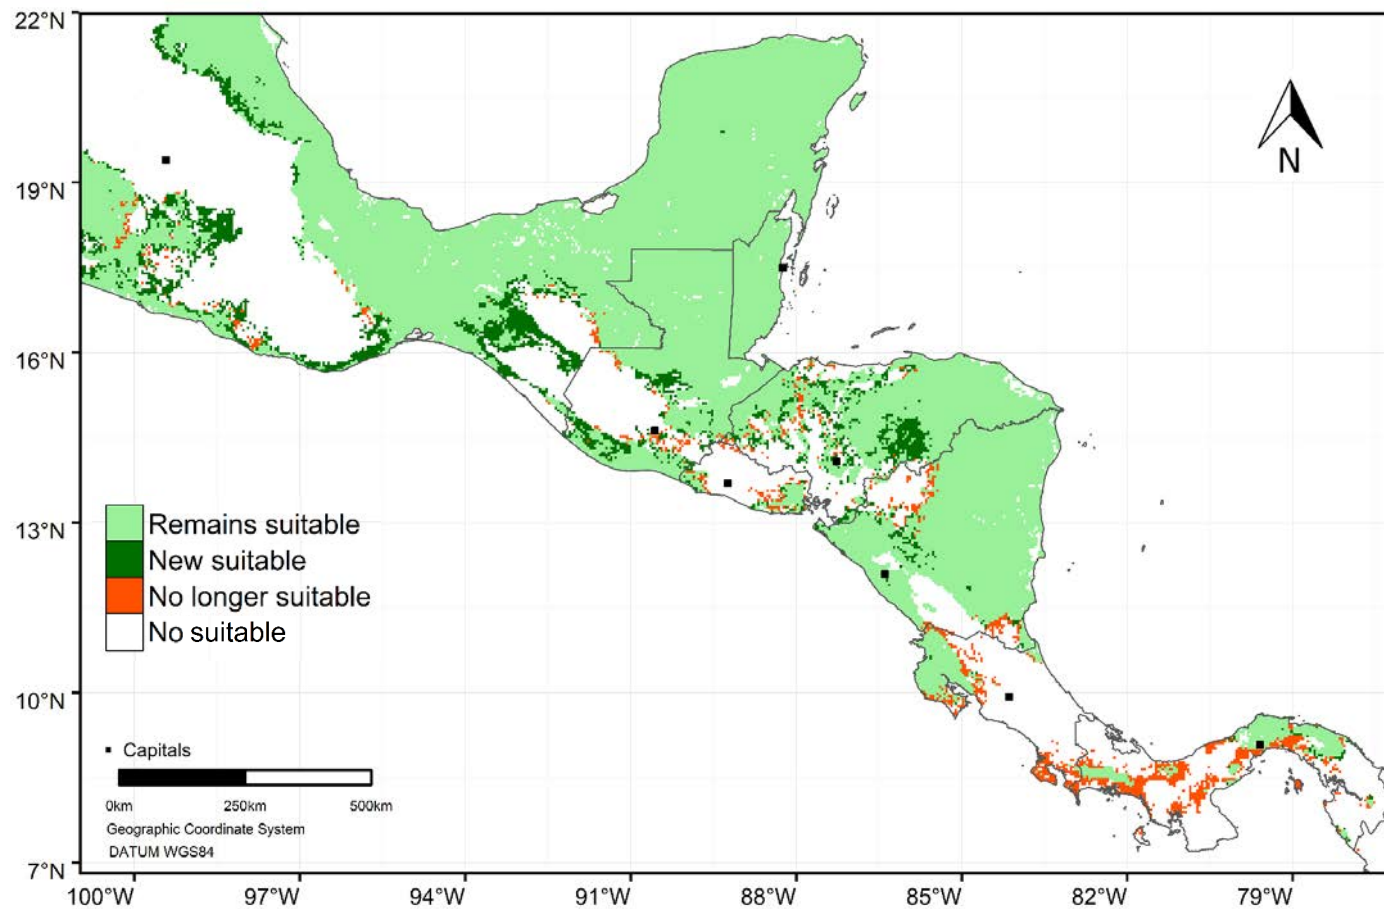 22°N
19°N
16°N
13°N
10°N
7°N
N
Remains suitable
New suitable
No longer suitable
No suitable
Capitals
0km 250km 500km
Geographic Coordinate System
DATUM WGS84
100°W 97°W 94°W 91°W 88°W 85°W 82°W 79°W